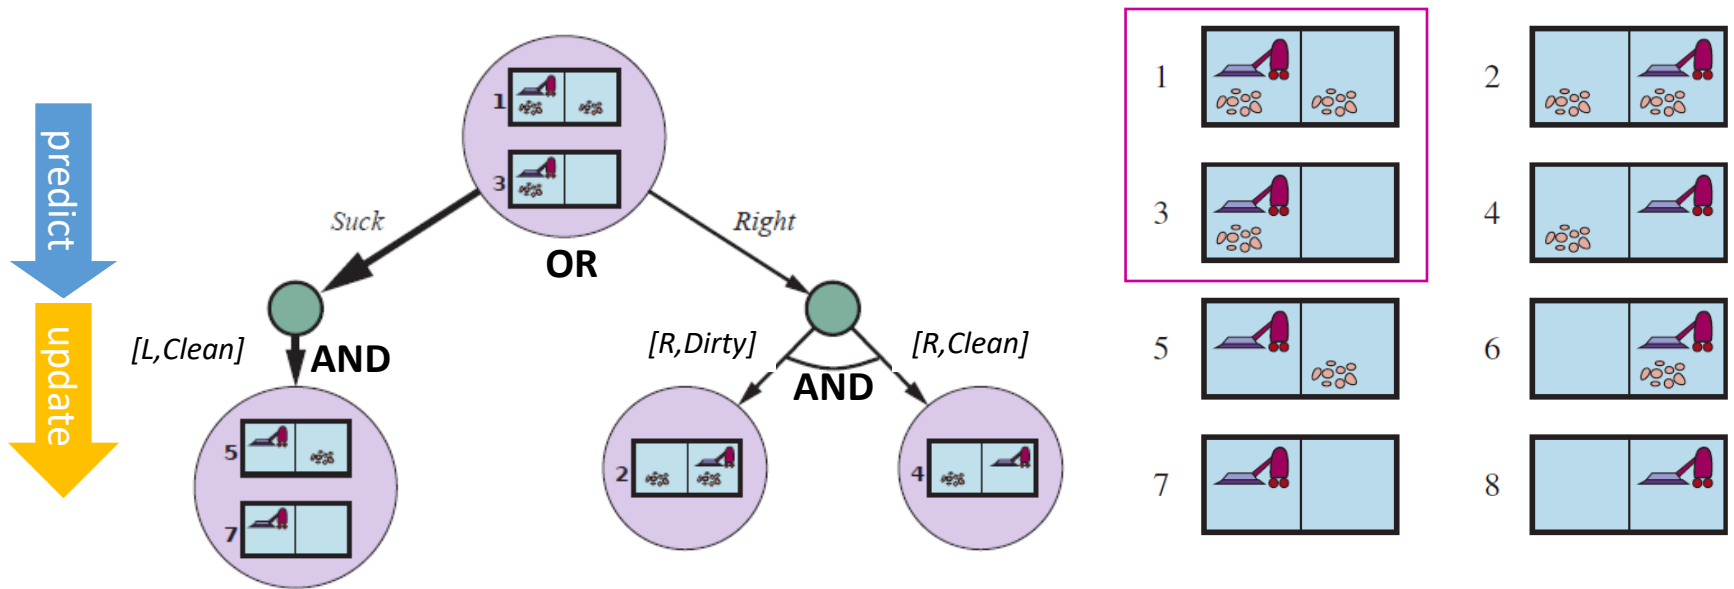 predict
update
1
3
Suck
Right
OR
[L,Clean]
AND
[R,Dirty]
[R,Clean]
AND
5
7
2
4
1
2
3
4
5
6
7
8